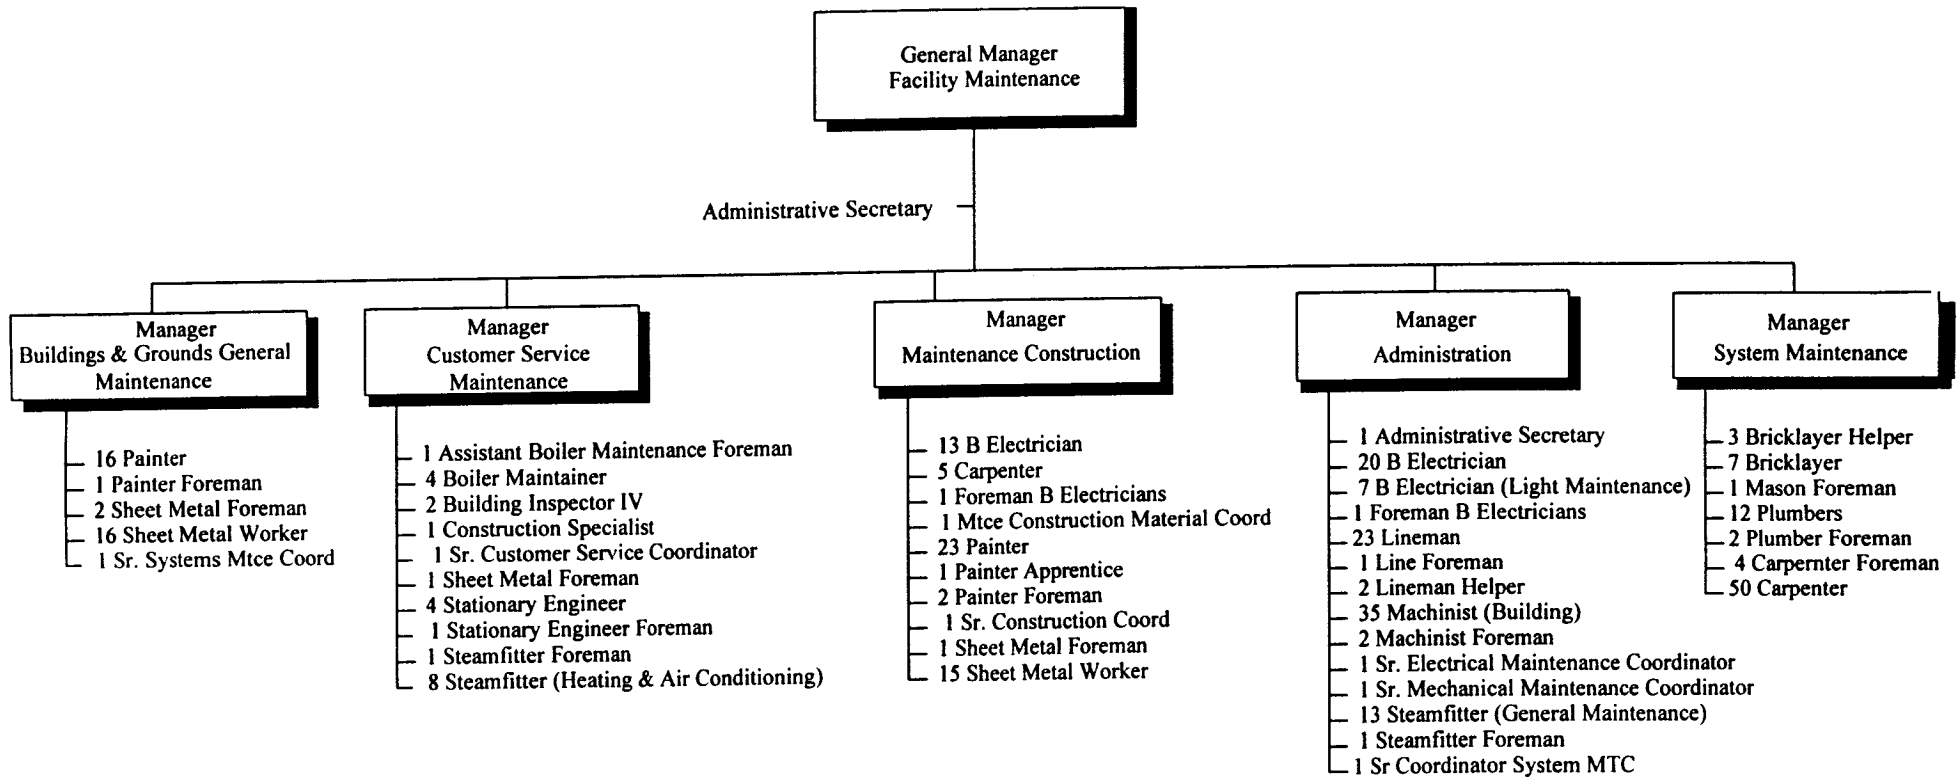 General Manager
Facility Maintenance
Administrative Secretary
Manager
Buildings & Grounds General
Maintenance
16 Painter
1 Painter Foreman
2 Sheet Metal Foreman
16 Sheet Metal Worker
1 Sr. Systems Mtce Coord
Manager
Customer Service
Maintenance
1 Assistant Boiler Maintenance Foreman
4 Boiler Maintainer
2 Building Inspector IV
1 Construction Specialist
1 Sr. Customer Service Coordinator
1 Sheet Metal Foreman
4 Stationary Engineer
1 Stationary Engineer Foreman
1 Steamfitter Foreman
8 Steamfitter (Heating & Air Conditioning)
Manager
Maintenance Construction
13 B Electrician
5 Carpenter
1 Foreman B Electricians
1 Mtce Construction Material Coord
23 Painter
1 Painter Apprentice
2 Painter Foreman
1 Sr. Construction Coord
1 Sheet Metal Foreman
15 Sheet Metal Worker
Manager
Administration
1 Administrative Secretary
20 B Electrician
7 B Electrician (Light Maintenance)
1 Foreman B Electricians
23 Lineman
1 Line Foreman
2 Lineman Helper
35 Machinist (Building)
2 Machinist Foreman
1 Sr. Electrical Maintenance Coordinator
1 Sr. Mechanical Maintenance Coordinator
13 Steamfitter (General Maintenance)
1 Steamfitter Foreman
1 Sr Coordinator System MTC
Manager
System Maintenance
3 Bricklayer Helper
7 Bricklayer
1 Mason Foreman
12 Plumbers
2 Plumber Foreman
4 Carpernter Foreman
50 Carpenter